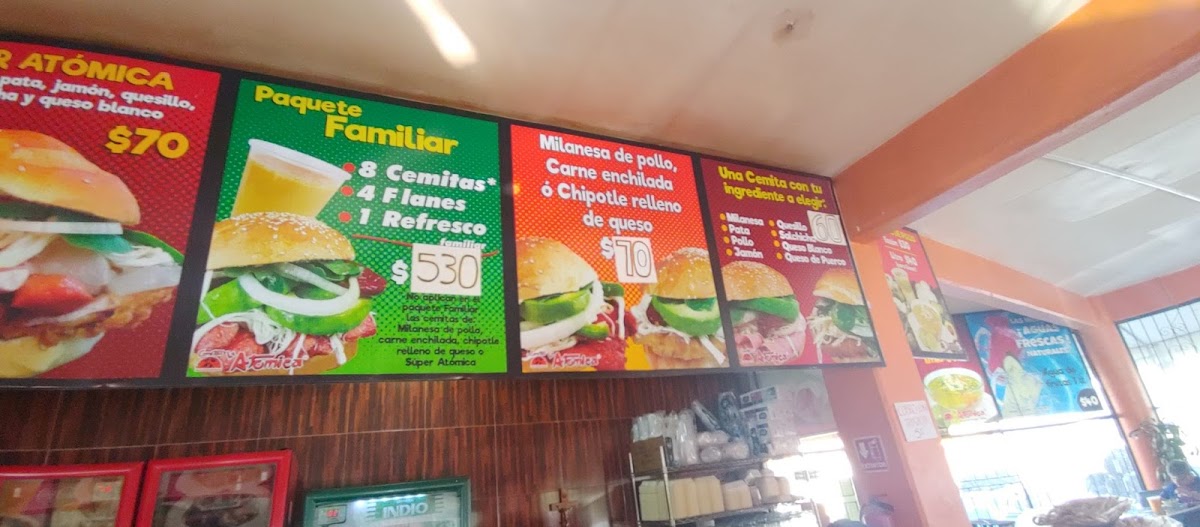 R ATÓMICA
pata, jamón, quesillo,
y queso blanco
$70
Paquete
Familiar
8 Cemitas*
4 Flanes
1 Refresco
familiar
$530
No aplican en el
paquete Familiar
las cemitas de:
Milanesa de pollo,
carne enchilada, chipotle
relleno de queso o
Súper Atómica
Atómica
Milanesa de pollo,
Carne enchilada
ó Chipotle relleno
de queso
$70
Una Cemita con tu
ingrediente a elegir:
60
Milanesa
Pata
Pollo
Jamón
Quesillo
Salchicha
Queso Blanco
Queso de Puerco
Atómica
AGUAS
FRESCAS
NATURALES
$40
INDIO